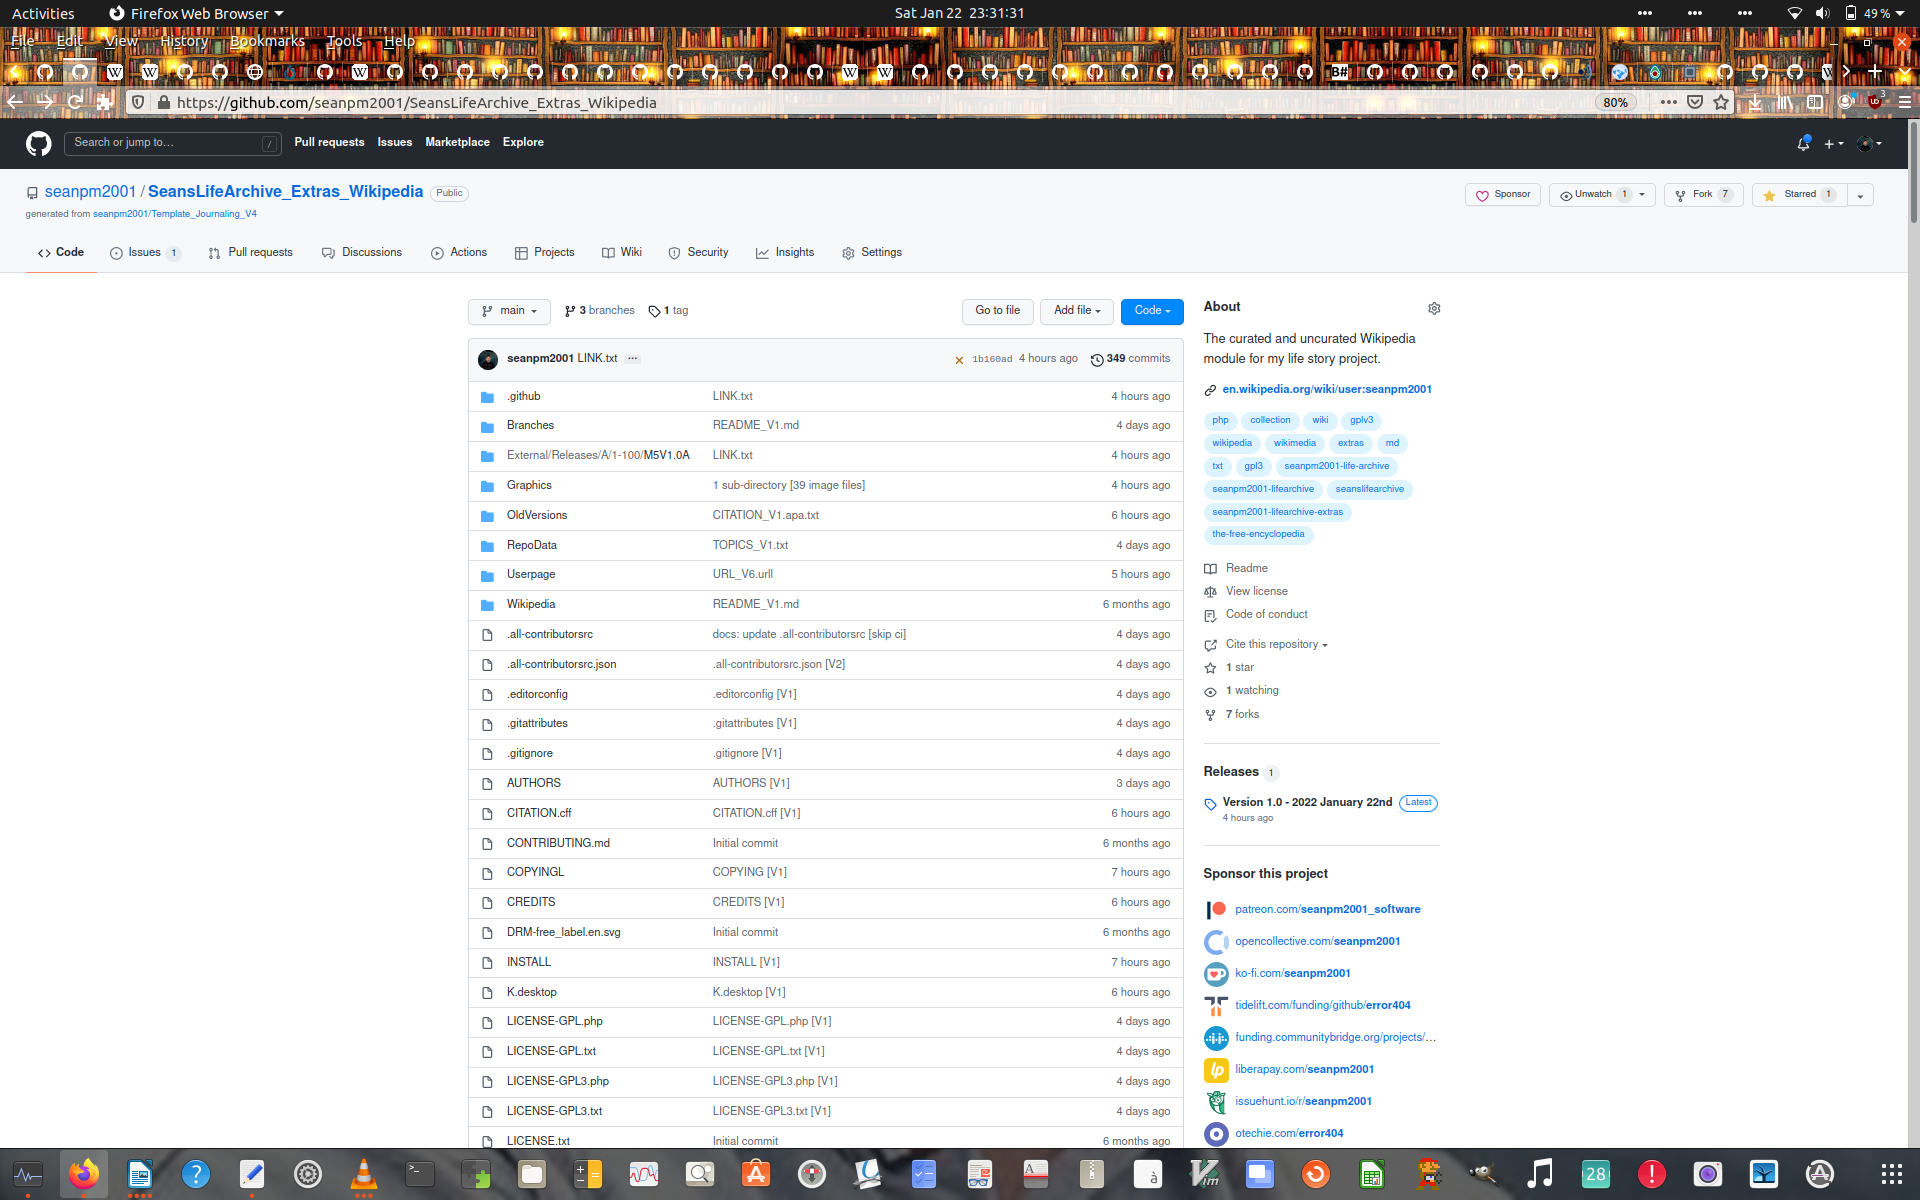 Activities Firefox Web Browser Sat Jan 22 23:31:31 49 %
File Edit View History Bookmarks Tools Help
https://github.com/seanpm2001/SeansLifeArchive_Extras_Wikipedia 80%
Search or jump to… / Pull requests Issues Marketplace Explore
seanpm2001 / SeansLifeArchive_Extras_Wikipedia Public Sponsor Unwatch 1 Fork 7 Starred 1
generated from seanpm2001/Template_Journaling_V4
Code Issues 1 Pull requests Discussions Actions Projects Wiki Security Insights Settings
main 3 branches 1 tag Go to file Add file Code
seanpm2001 LINK.txt ... 1b160ad 4 hours ago 349 commits
.github LINK.txt 4 hours ago
Branches README_V1.md 4 days ago
External/Releases/A/1-100/M5V1.0A LINK.txt 4 hours ago
Graphics 1 sub-directory [39 image files] 4 hours ago
OldVersions CITATION_V1.apa.txt 6 hours ago
RepoData TOPICS_V1.txt 4 days ago
Userpage URL_V6.urll 5 hours ago
Wikipedia README_V1.md 6 months ago
.all-contributorsrc docs: update .all-contributorsrc [skip ci] 4 days ago
.all-contributorsrc.json .all-contributorsrc.json [V2] 4 days ago
.editorconfig .editorconfig [V1] 4 days ago
.gitattributes .gitattributes [V1] 4 days ago
.gitignore .gitignore [V1] 4 days ago
AUTHORS AUTHORS [V1] 3 days ago
CITATION.cff CITATION.cff [V1] 6 hours ago
CONTRIBUTING.md Initial commit 6 months ago
COPYINGL COPYING [V1] 7 hours ago
CREDITS CREDITS [V1] 6 hours ago
DRM-free_label.en.svg Initial commit 6 months ago
INSTALL INSTALL [V1] 7 hours ago
K.desktop K.desktop [V1] 6 hours ago
LICENSE-GPL.php LICENSE-GPL.php [V1] 4 days ago
LICENSE-GPL.txt LICENSE-GPL.txt [V1] 4 days ago
LICENSE-GPL3.php LICENSE-GPL3.php [V1] 4 days ago
LICENSE-GPL3.txt LICENSE-GPL3.txt [V1] 4 days ago
LICENSE.txt Initial commit 6 months ago
About
The curated and uncurated Wikipedia
module for my life story project.
en.wikipedia.org/wiki/user:seanpm2001
php collection wiki gplv3
wikipedia wikimedia extras md
txt gpl3 seanpm2001-life-archive
seanpm2001-lifearchive seanslifearchive
seanpm2001-lifearchive-extras
the-free-encyclopedia
Readme
View license
Code of conduct
Cite this repository
1 star
1 watching
7 forks
Releases 1
Version 1.0 - 2022 January 22nd Latest
4 hours ago
Sponsor this project
patreon.com/seanpm2001_software
opencollective.com/seanpm2001
ko-fi.com/seanpm2001
tidelift.com/funding/github/error404
funding.communitybridge.org/projects/…
liberapay.com/seanpm2001
issuehunt.io/r/seanpm2001
otechie.com/error404
28